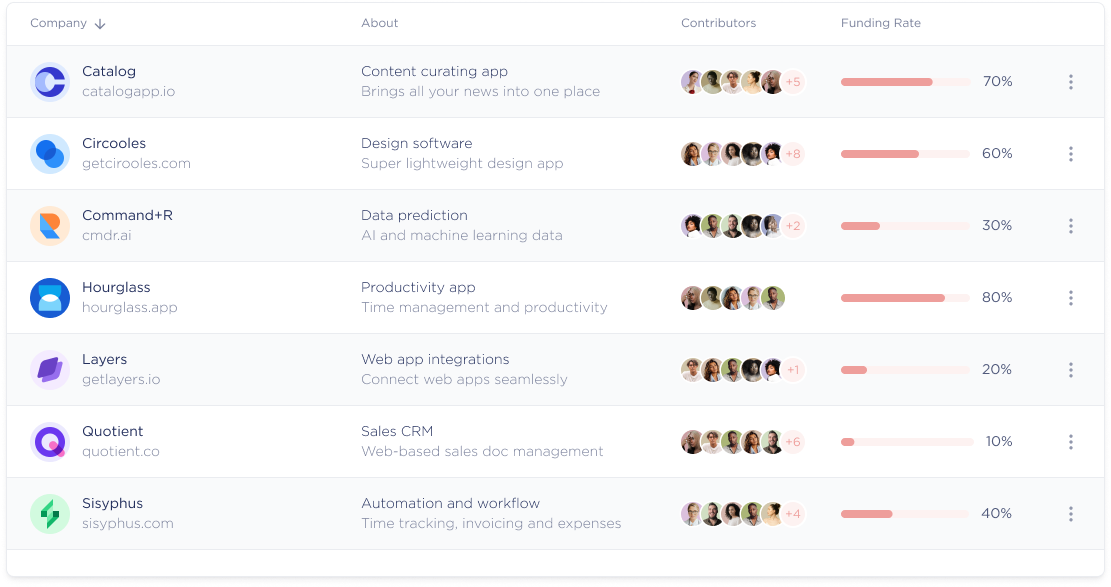 Company About Contributors Funding Rate
Catalog Content curating app
catalogapp.io Brings all your news into one place +5 70%
Circooles Design software
getcirooles.com Super lightweight design app +8 60%
Command+R Data prediction
cmdr.ai AI and machine learning data +2 30%
Hourglass Productivity app
hourglass.app Time management and productivity 80%
Layers Web app integrations
getlayers.io Connect web apps seamlessly +1 20%
Quotient Sales CRM
quotient.co Web-based sales doc management +6 10%
Sisyphus Automation and workflow
sisyphus.com Time tracking, invoicing and expenses +4 40%